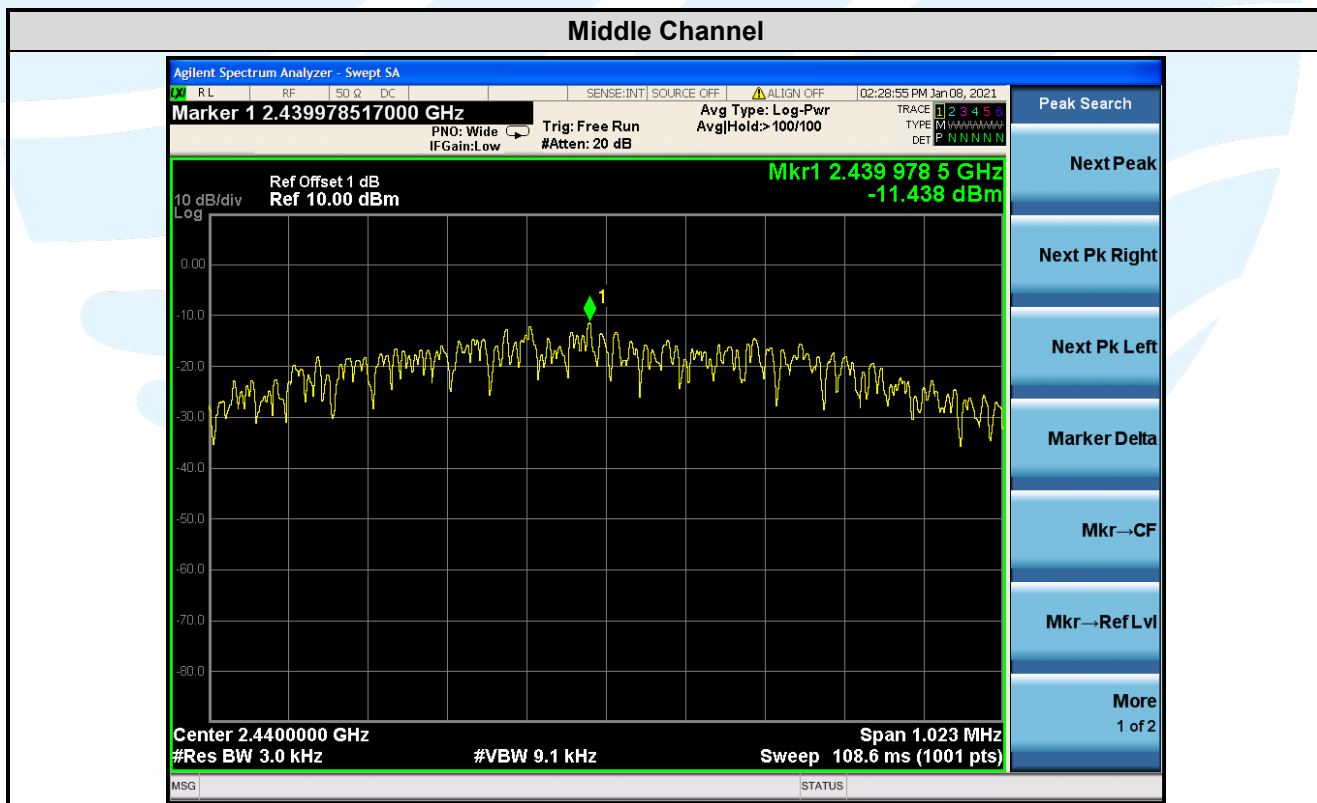 Middle Channel
Agilent Spectrum Analyzer - Swept SA
LXI RL RF 50 Ω DC SENSE:INT SOURCE OFF ALIGN OFF 02:28:55 PM Jan 08, 2021
Marker 1 2.439978517000 GHz
PNO: Wide
IFGain:Low
Trig: Free Run
#Atten: 20 dB
Avg Type: Log-Pwr
Avg|Hold:>100/100
TRACE 1 2 3 4 5 6
TYPE M WWWWW
DET P N N N N N
Mkr1 2.439 978 5 GHz
-11.438 dBm
Ref Offset 1 dB
10 dB/div Ref 10.00 dBm
Log
0.00
1
-10.0
-20.0
-30.0
-40.0
-50.0
-60.0
-70.0
-80.0
Center 2.4400000 GHz Span 1.023 MHz
#Res BW 3.0 kHz #VBW 9.1 kHz Sweep 108.6 ms (1001 pts)
MSG STATUS
Peak Search
Next Peak
Next Pk Right
Next Pk Left
Marker Delta
Mkr→CF
Mkr→Ref Lvl
More
1 of 2